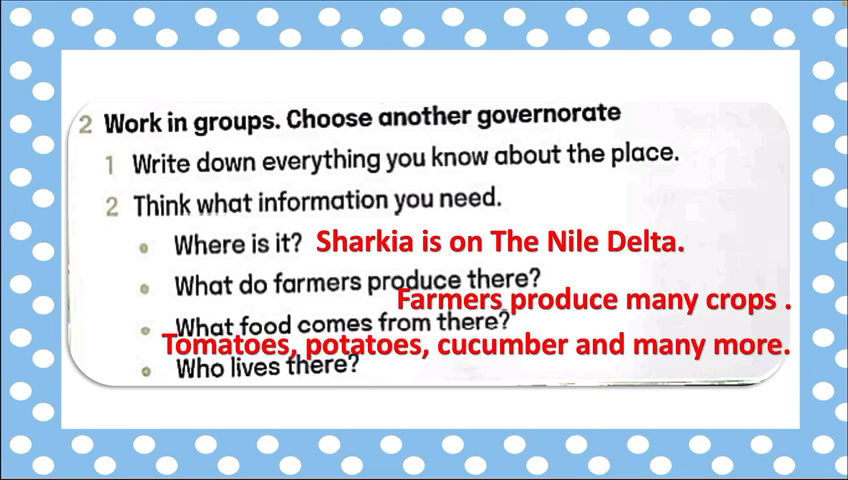 2 Work in groups. Choose another governorate
1 Write down everything you know about the place.
2 Think what information you need.
Where is it? Sharkia is on The Nile Delta.
What do farmers produce there?
Farmers produce many crops .
What food comes from there?
Tomatoes, potatoes, cucumber and many more.
Who lives there?